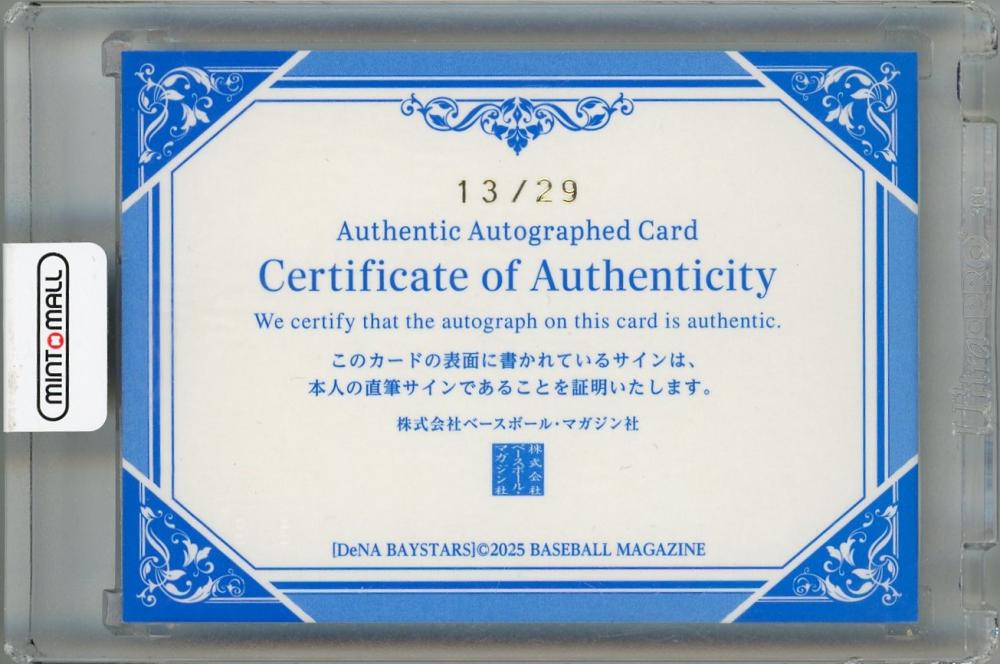 13/29
Authentic Autographed Card
Certificate of Authenticity
We certify that the autograph on this card is authentic.
このカードの表面に書かれているサインは、
本人の直筆サインであることを証明いたします。
株式会社ベースボール・マガジン社
株式会社
ベースボール・
マガジン社
[DeNA BAYSTARS]©2025 BASEBALL MAGAZINE
MINTOMALL
UltraPRO